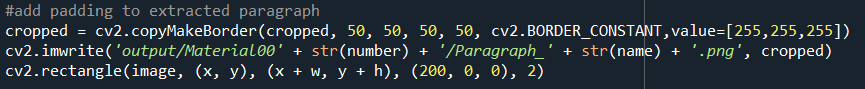 #add padding to extracted paragraph
cropped = cv2.copyMakeBorder(cropped, 50, 50, 50, 50, cv2.BORDER_CONSTANT,value=[255,255,255])
cv2.imwrite('output/Material00' + str(number) + '/Paragraph_' + str(name) + '.png', cropped)
cv2.rectangle(image, (x, y), (x + w, y + h), (200, 0, 0), 2)